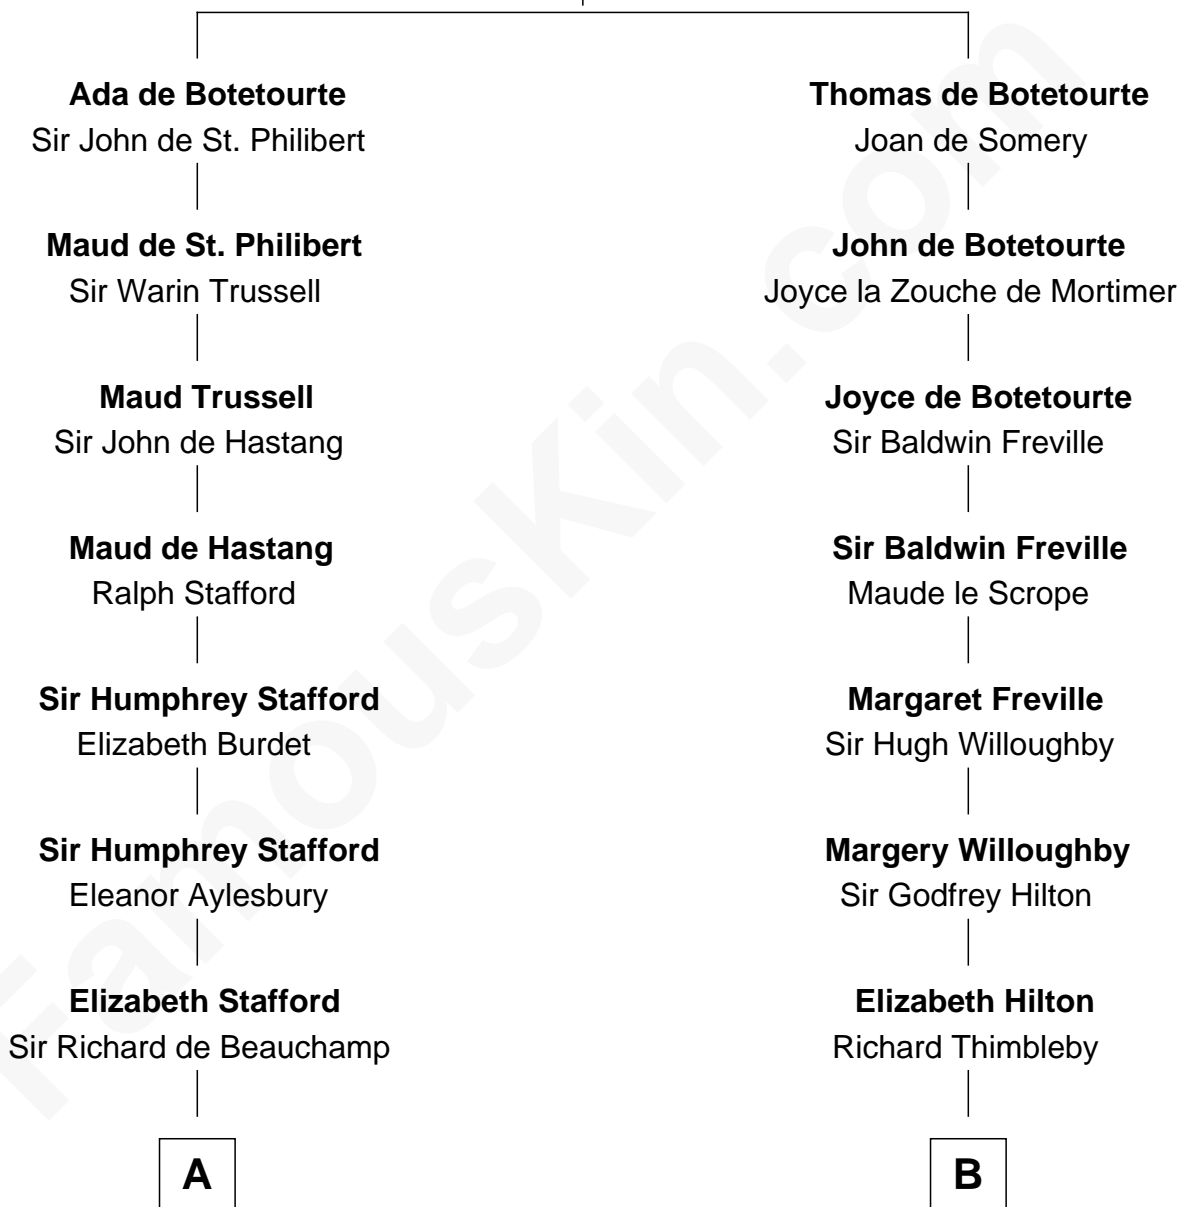 Ada de Botetourte
Sir John de St. Philibert
Maud de St. Philibert
Sir Warin Trussell
Maud Trussell
Sir John de Hastang
Maud de Hastang
Ralph Stafford
Sir Humphrey Stafford
Elizabeth Burdet
Sir Humphrey Stafford
Eleanor Aylesbury
Elizabeth Stafford
Sir Richard de Beauchamp
A
Thomas de Botetourte
Joan de Somery
John de Botetourte
Joyce la Zouche de Mortimer
Joyce de Botetourte
Sir Baldwin Freville
Sir Baldwin Freville
Maude le Scrope
Margaret Freville
Sir Hugh Willoughby
Margery Willoughby
Sir Godfrey Hilton
Elizabeth Hilton
Richard Thimbleby
B
FamousKin.com